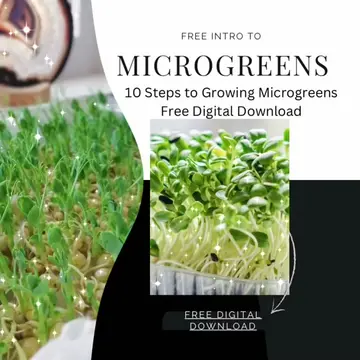 FREE INTRO TO
MICROGREENS
10 Steps to Growing Microgreens
Free Digital Download
FREE DIGITAL
DOWNLOAD